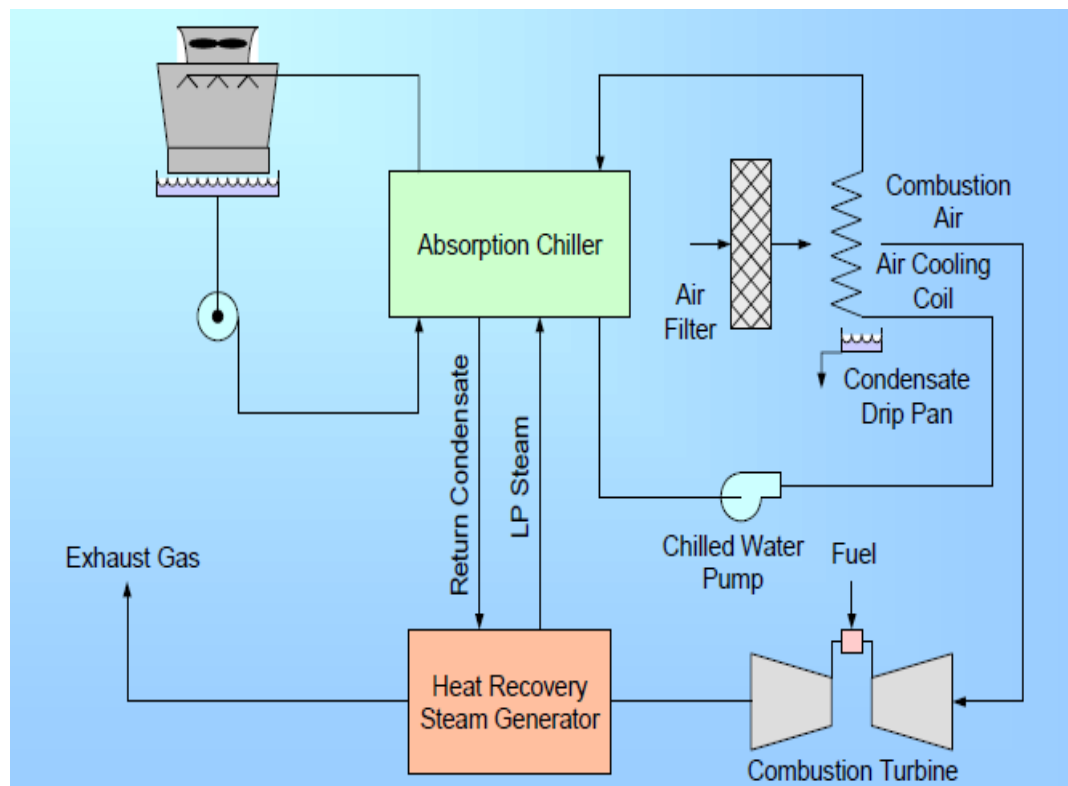 Absorption Chiller
Combustion
Air
Air Cooling
Coil
Air
Filter
Condensate
Drip Pan
Return Condensate
LP Steam
Chilled Water
Pump
Fuel
Exhaust Gas
Heat Recovery
Steam Generator
Combustion Turbine